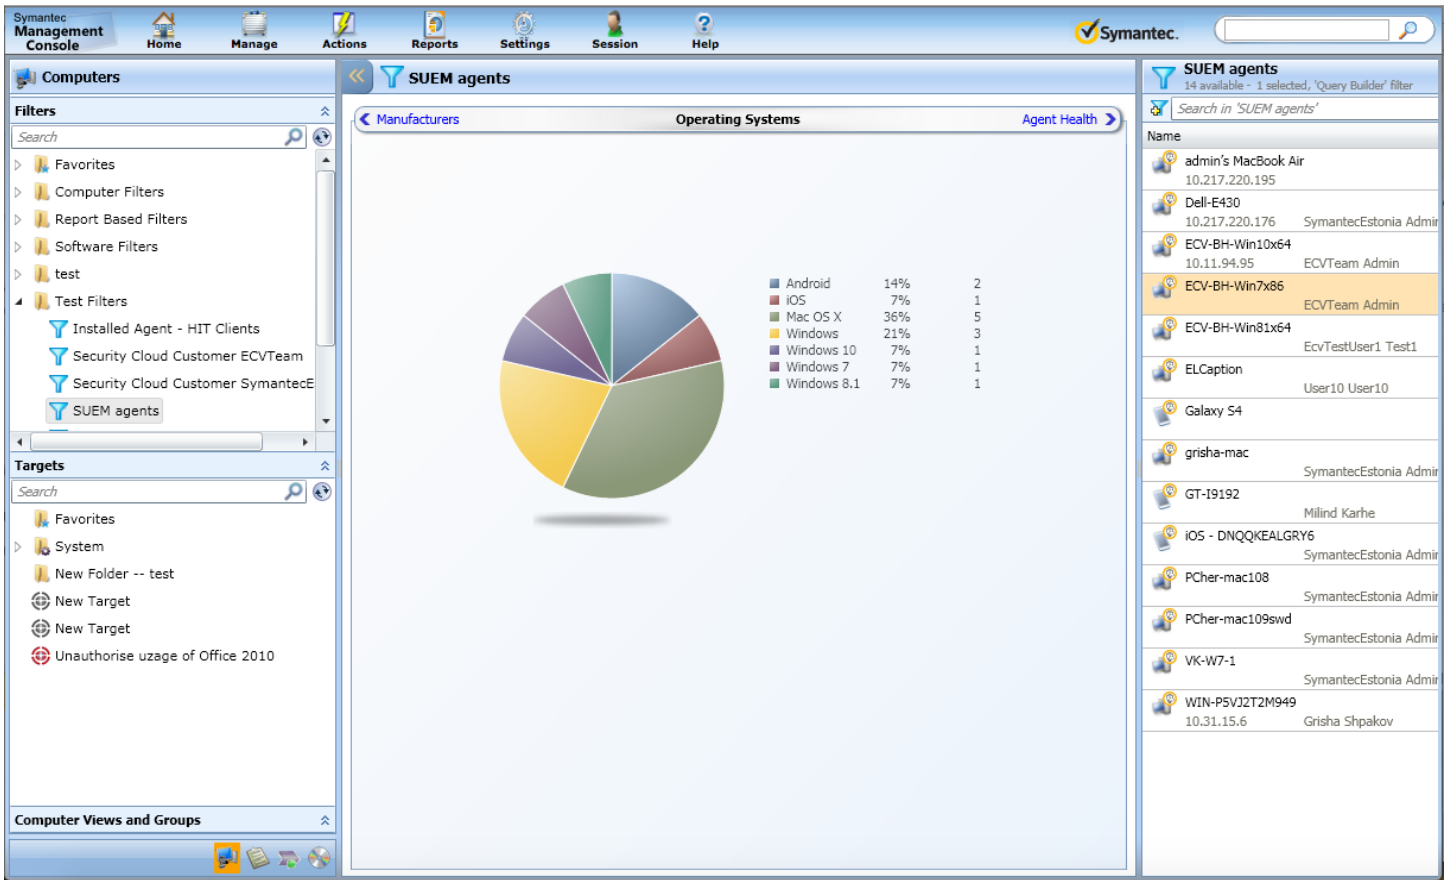 Symantec
Management
Console
Home
Manage
Actions
Reports
Settings
Session
Help
Symantec.
Computers
Filters
Search
Favorites
Computer Filters
Report Based Filters
Software Filters
test
Test Filters
Installed Agent - HIT Clients
Security Cloud Customer ECVTeam
Security Cloud Customer SymantecE
SUEM agents
Targets
Search
Favorites
System
New Folder -- test
New Target
New Target
Unauthorise uzage of Office 2010
Computer Views and Groups
SUEM agents
Manufacturers
Operating Systems
Agent Health
Android 14% 2
iOS 7% 1
Mac OS X 36% 5
Windows 21% 3
Windows 10 7% 1
Windows 7 7% 1
Windows 8.1 7% 1
SUEM agents
14 available - 1 selected, 'Query Builder' filter
Search in 'SUEM agents'
Name
admin's MacBook Air
10.217.220.195
Dell-E430
10.217.220.176 SymantecEstonia Admir
ECV-BH-Win10x64
10.11.94.95 ECVTeam Admin
ECV-BH-Win7x86
ECVTeam Admin
ECV-BH-Win81x64
EcvTestUser1 Test1
ELCaption
User10 User10
Galaxy S4
grisha-mac
SymantecEstonia Admir
GT-I9192
Milind Karhe
iOS - DNQQKEALGRY6
SymantecEstonia Admir
PCher-mac108
SymantecEstonia Admir
PCher-mac109swd
SymantecEstonia Admir
VK-W7-1
SymantecEstonia Admir
WIN-P5VJ2T2M949
10.31.15.6 Grisha Shpakov